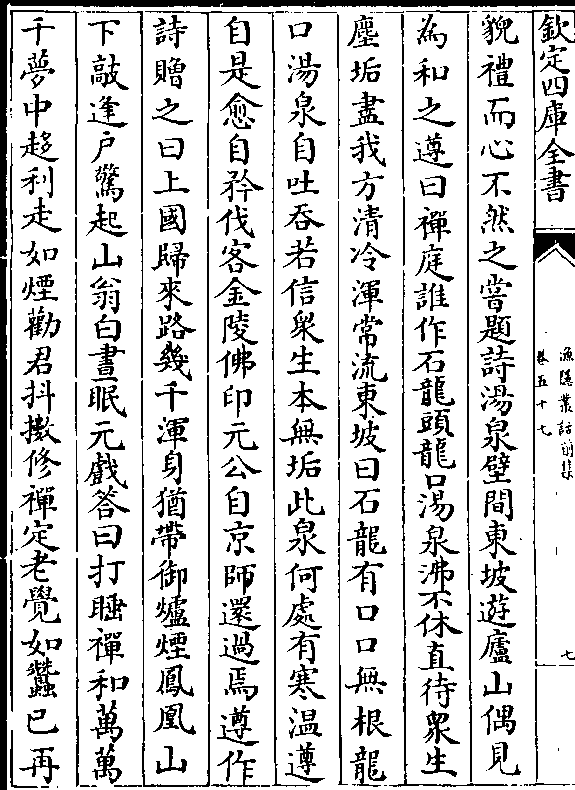 欽定四庫全書
漁隱叢話前集
卷五十七
七
貌禮而心不然之嘗題詩湯泉壁間東坡遊廬山偶見
為和之遵曰禪庭誰作石龍頭龍口湯泉沸不休直待衆生
塵垢盡我方清冷渾常流東坡曰石龍有口口無根龍
口湯泉自吐吞若信衆生本無垢此泉何處有寒温遵
自是愈自矜伐客金陵佛印元公自京師還過焉遵作
詩贈之曰上國歸來路幾千渾身猶帶御爐煙鳳凰山
下敲逢户驚起山翁白晝眠元戲答曰打睡禪和萬萬
千夢中趍利走如煙勸君抖擻修禪定老覺如蠶已再